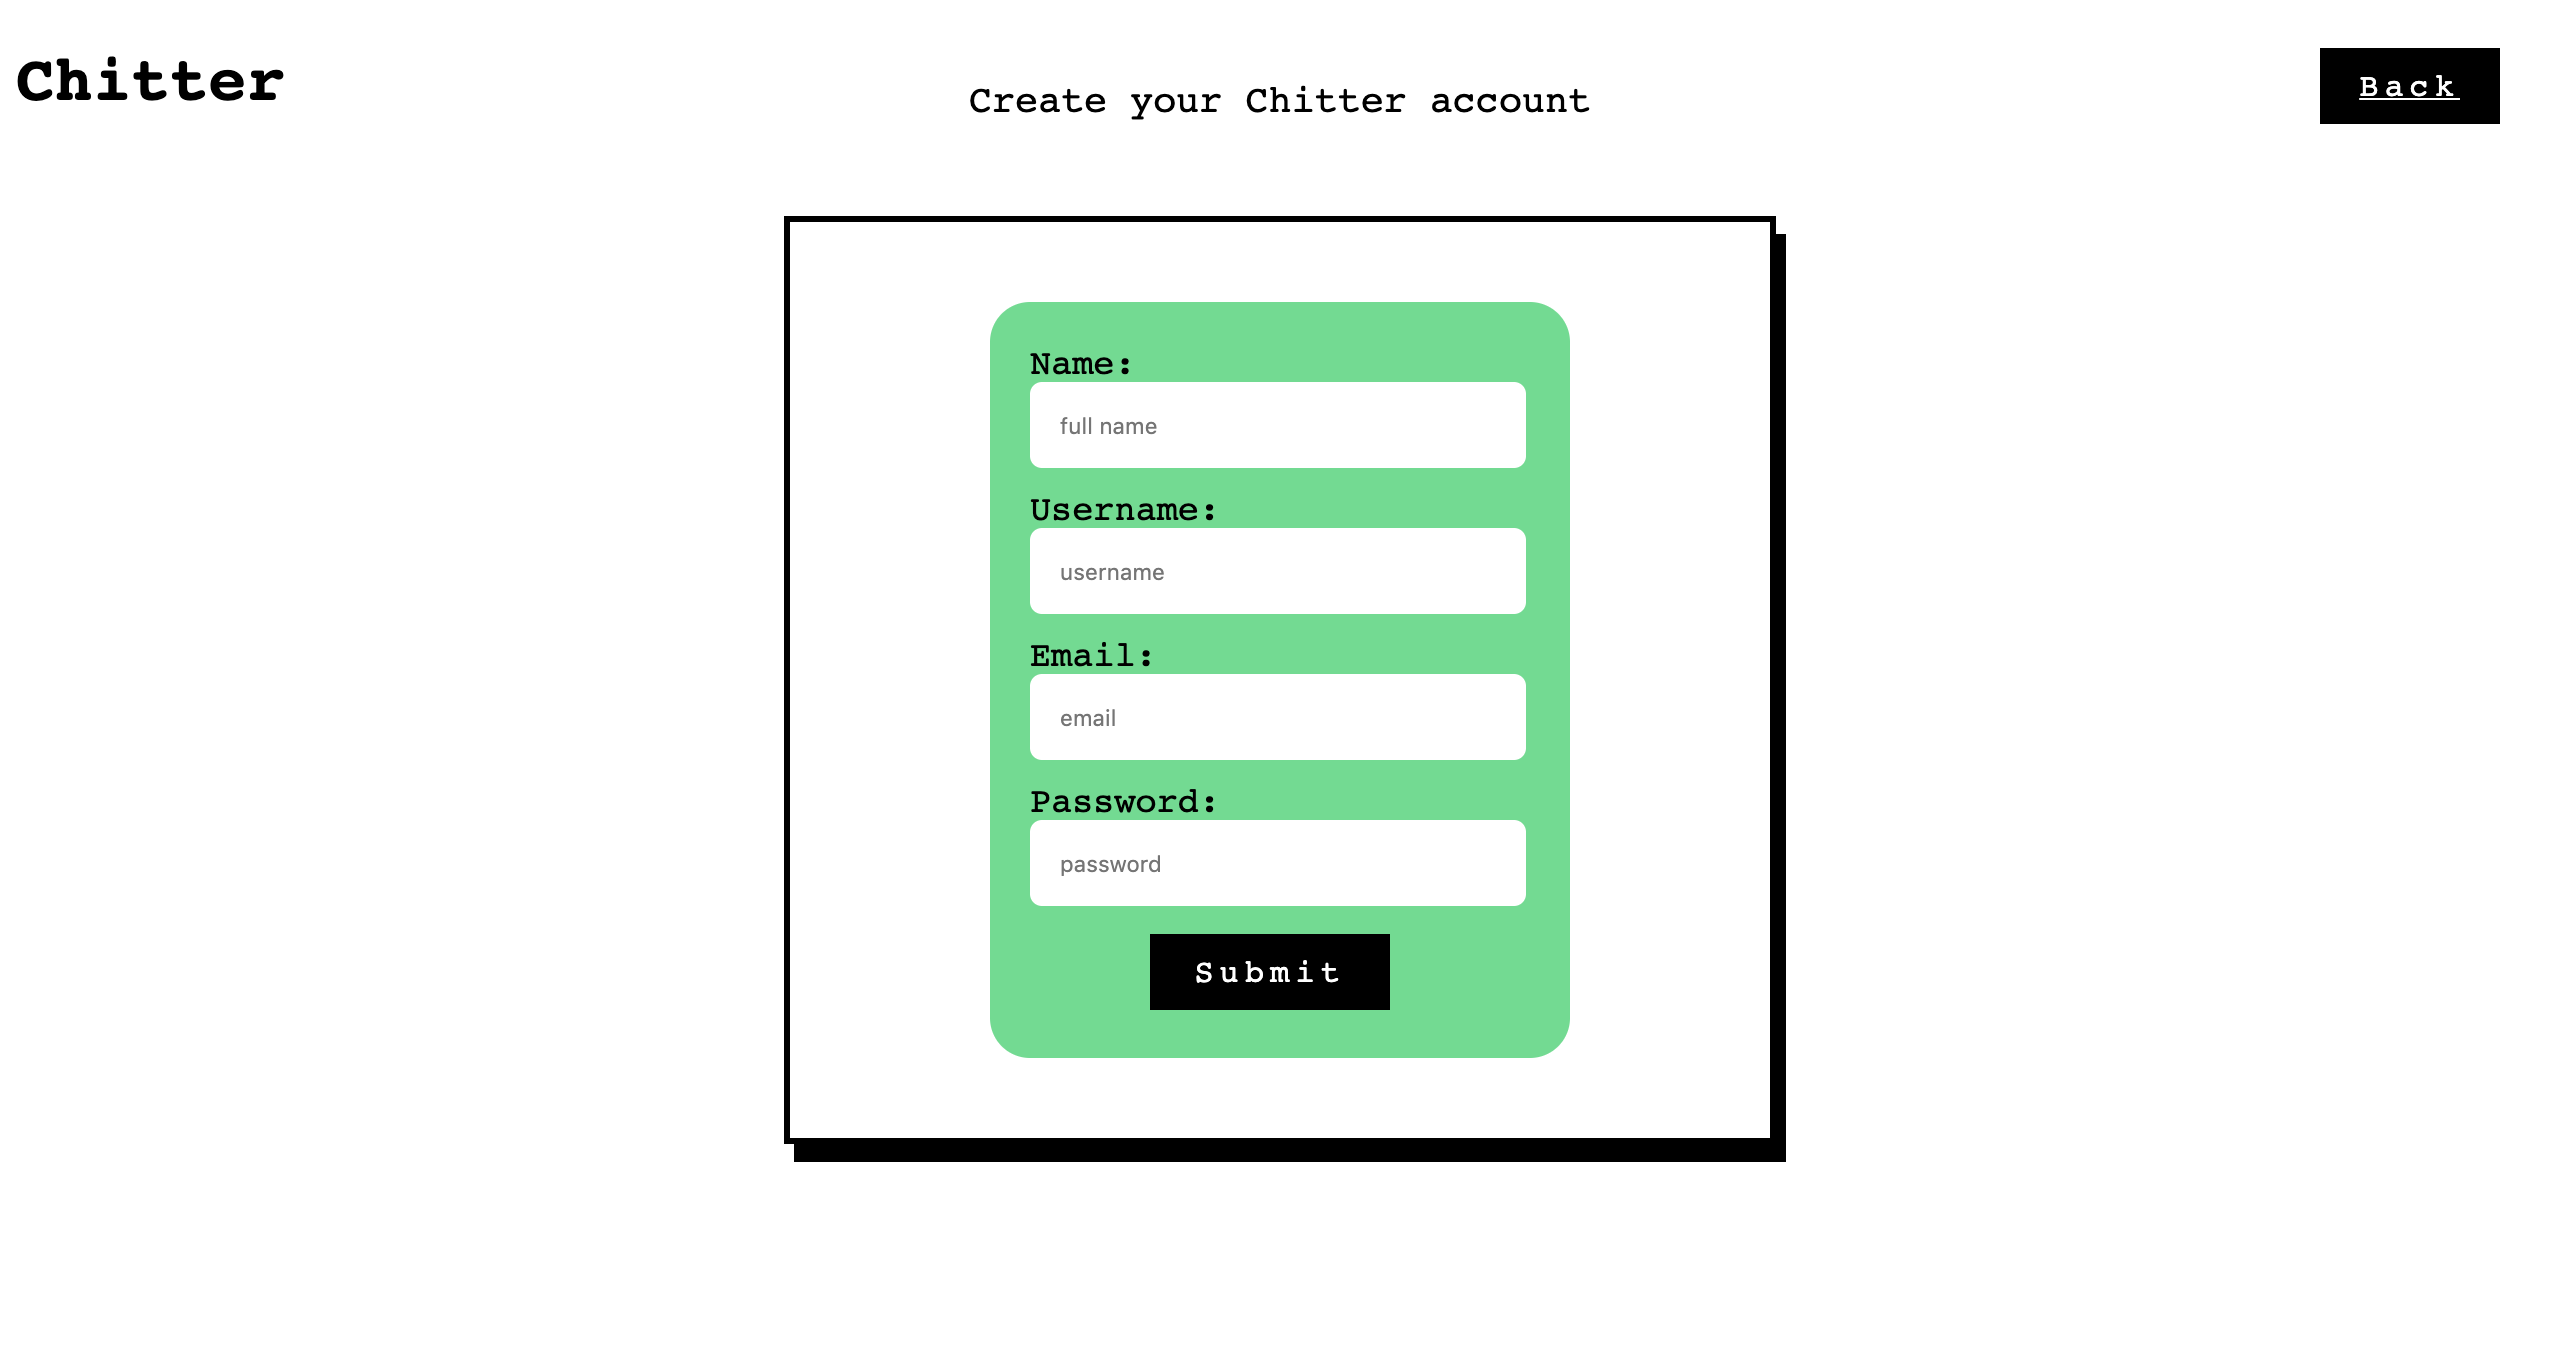 Chitter
Create your Chitter account
Back
Name:
full name
Username:
username
Email:
email
Password:
password
Submit